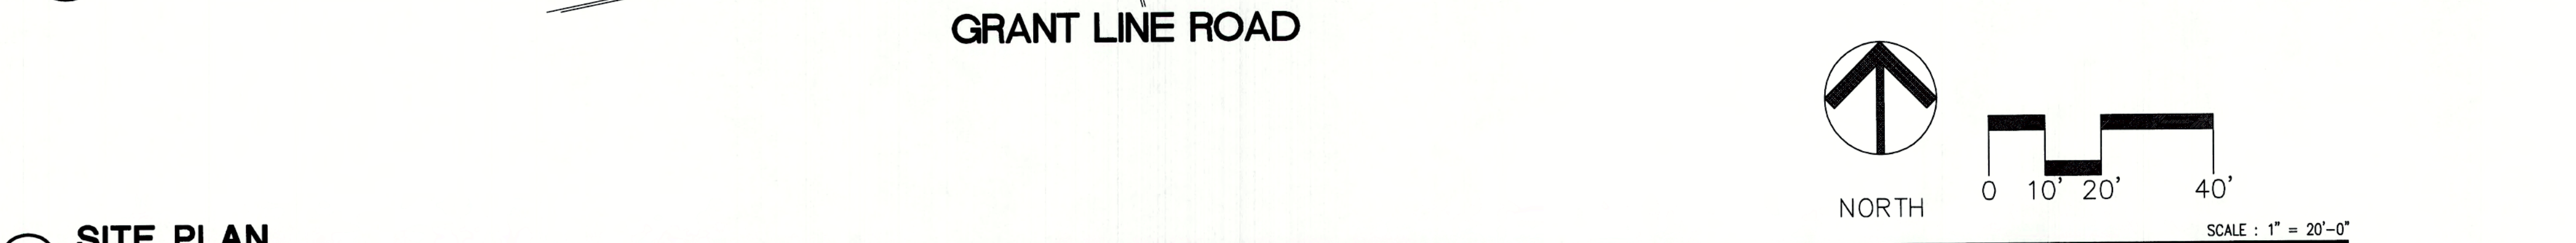 GRANT LINE ROAD
NORTH
0 10' 20' 40'
SCALE : 1" = 20'-0"
SITE PLAN